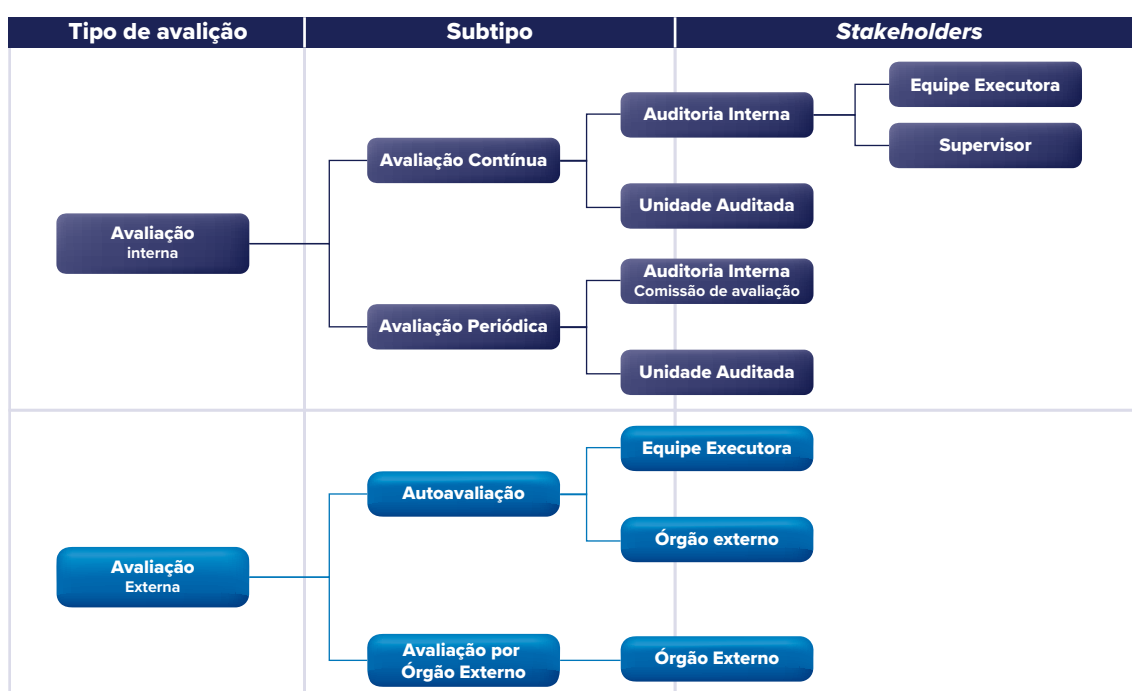 Tipo de avalição
Subtipo
Stakeholders
Equipe Executora
Auditoria Interna
Supervisor
Avaliação Contínua
Unidade Auditada
Avaliação
interna
Auditoria Interna
Comissão de avaliação
Avaliação Periódica
Unidade Auditada
Equipe Executora
Autoavaliação
Órgão externo
Avaliação
Externa
Avaliação por
Órgão Externo
Órgão Externo